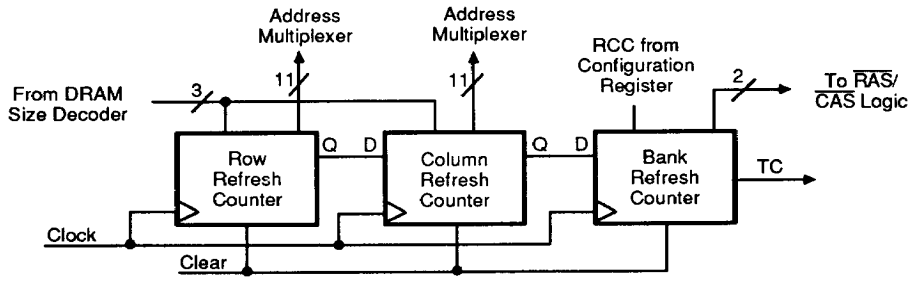 Address
Multiplexer
Address
Multiplexer
RCC from
Configuration
Register
11
11
2
To RAS/
CAS Logic
From DRAM
Size Decoder
3
Row
Refresh
Counter
Q
D
Column
Refresh
Counter
Q
D
Bank
Refresh
Counter
TC
Clock
Clear